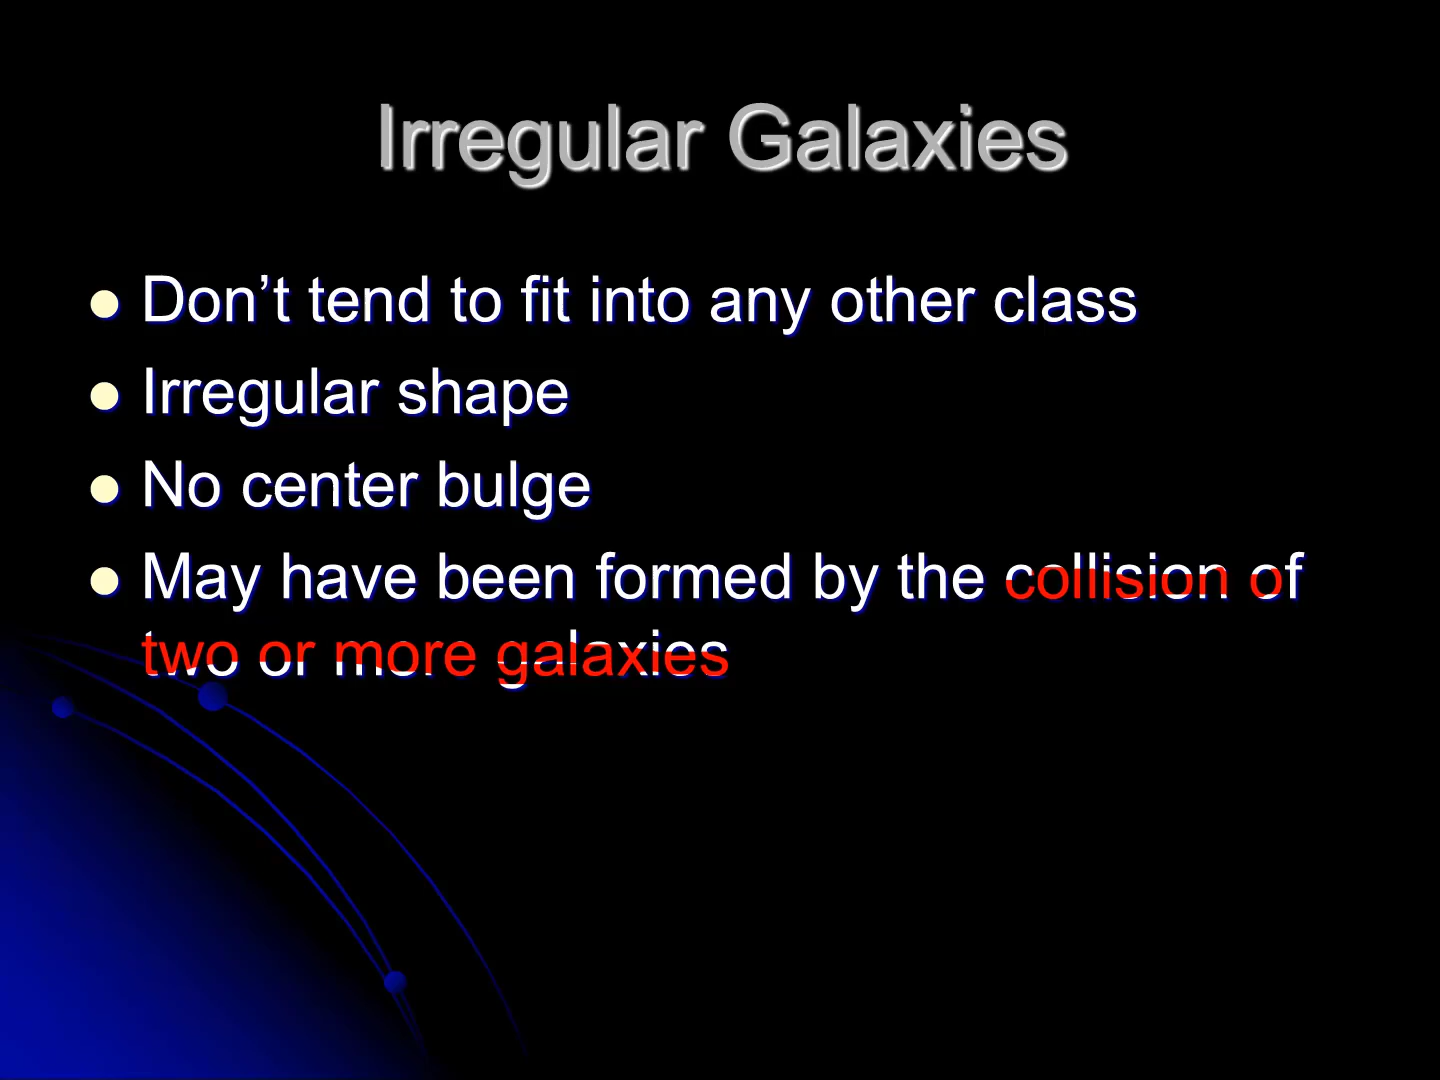 Irregular Galaxies
Don’t tend to fit into any other class
Irregular shape
No center bulge
May have been formed by the collision of
two or more galaxies